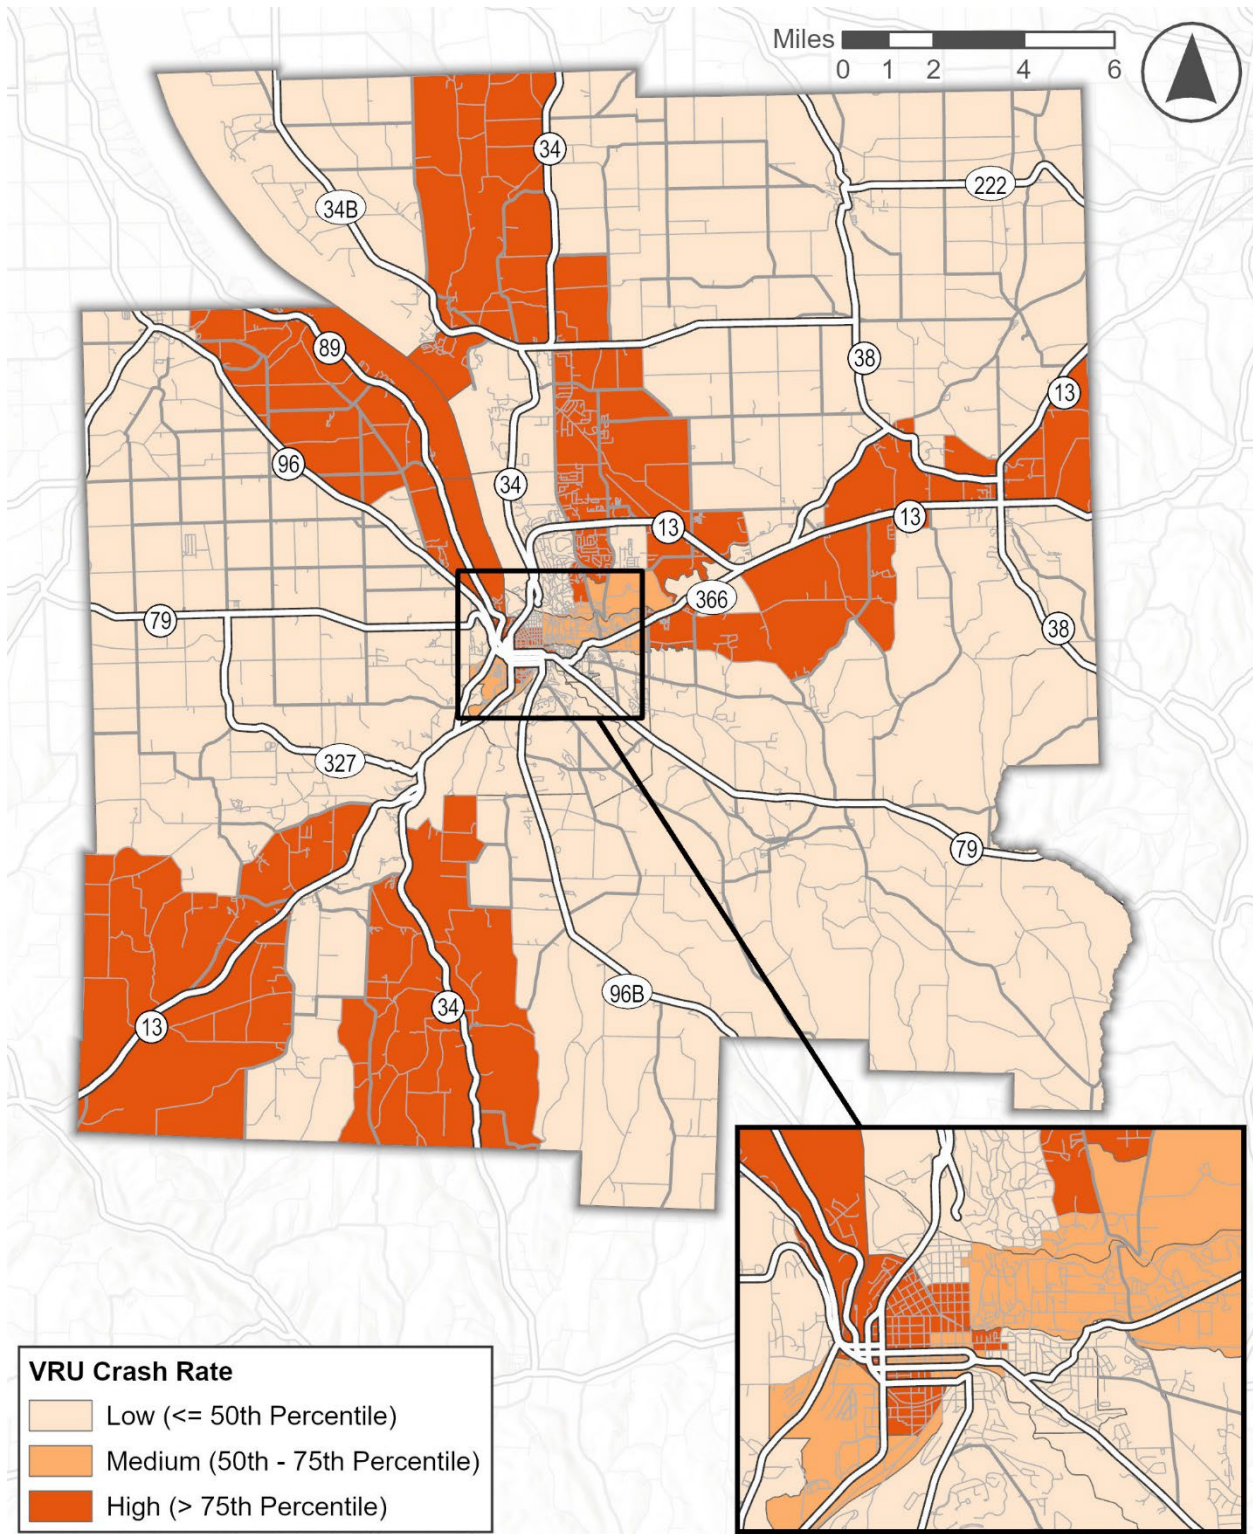 Miles
0 1 2 4 6
34
34B
222
89
38
13
96
34
13
13
366
79
38
327
79
96B
34
13
VRU Crash Rate
Low (<= 50th Percentile)
Medium (50th - 75th Percentile)
High (> 75th Percentile)